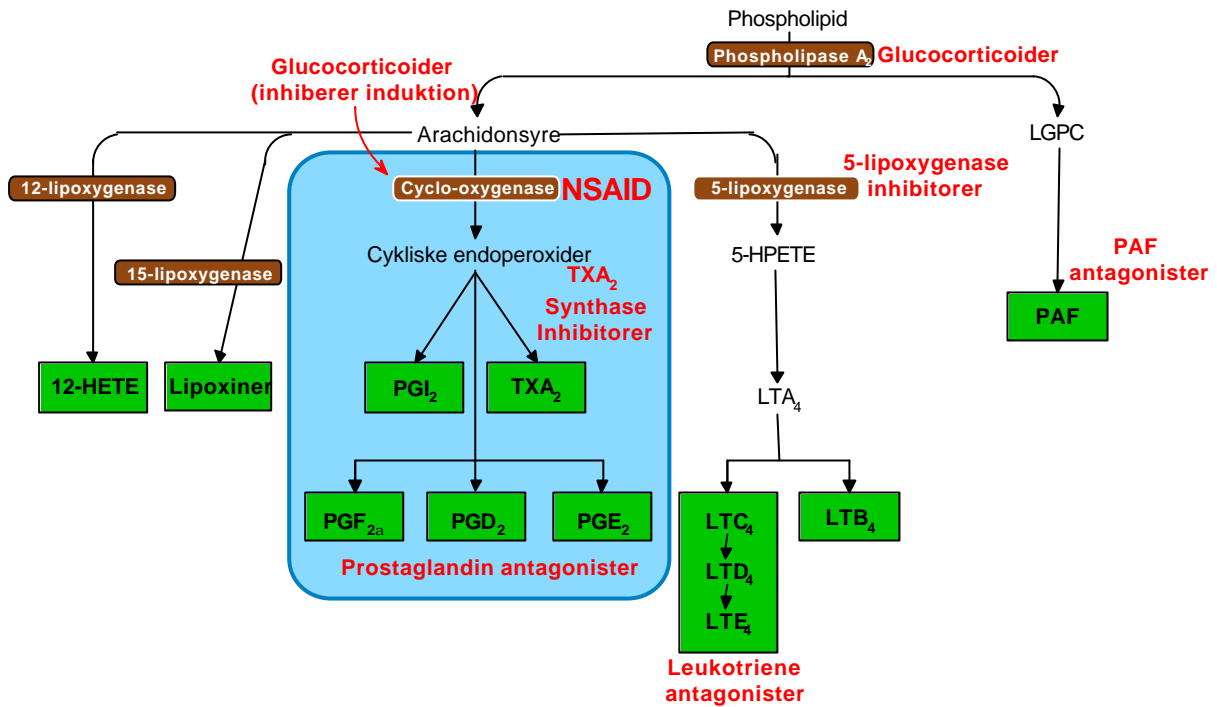 Phospholipid
Phospholipase A₂ Glucocorticoider
Glucocorticoider
(inhiberer induktion)
Arachidonsyre
LGPC
12-lipoxygenase
Cyclo-oxygenase NSAID
5-lipoxygenase
5-lipoxygenase
inhibitorer
15-lipoxygenase
Cykliske endoperoxider
5-HPETE
TXA₂
Synthase
Inhibitorer
PAF
antagonister
PAF
12-HETE
Lipoxiner
PGI₂
TXA₂
LTA₄
PGF₂a
PGD₂
PGE₂
LTC₄
LTB₄
LTD₄
LTE₄
Prostaglandin antagonister
Leukotriene
antagonister